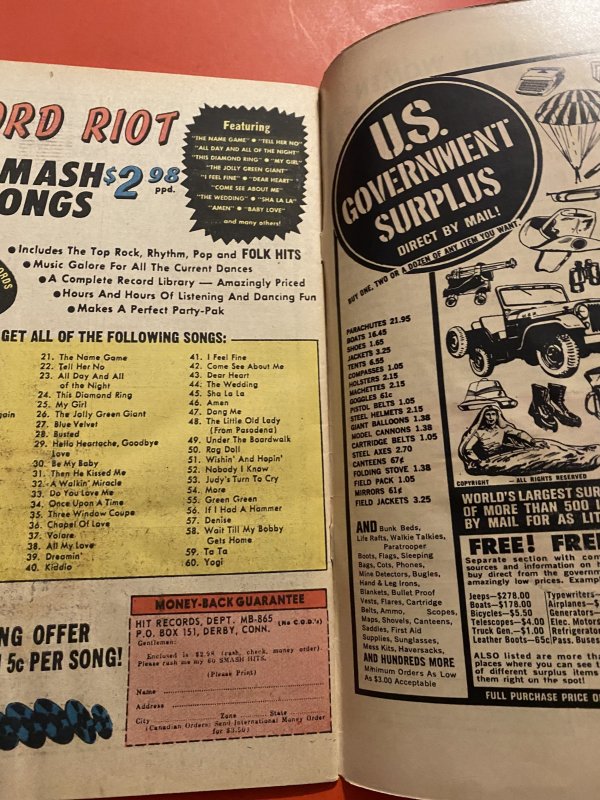 ORD RIOT
MASH $2.98 ppd.
ONGS
Featuring
"THE NAME GAME" • "TELL HER NO"
"ALL DAY AND ALL OF THE NIGHT"
"THIS DIAMOND RING" • "MY GIRL"
"THE JOLLY GREEN GIANT"
"I FEEL FINE" • "DEAR HEART"
"COME SEE ABOUT ME"
"THE WEDDING" • "SHA LA LA"
"AMEN" • "BABY LOVE"
and many others!
• Includes The Top Rock, Rhythm, Pop and FOLK HITS
• Music Galore For All The Current Dances
• A Complete Record Library — Amazingly Priced
• Hours And Hours Of Listening And Dancing Fun
• Makes A Perfect Party-Pak
ORDS
GET ALL OF THE FOLLOWING SONGS:
21. The Name Game
22. Tell Her No
23. All Day And All
of the Night
24. This Diamond Ring
25. My Girl
26. The Jolly Green Giant
27. Blue Velvet
28. Busted
29. Hello Heartache, Goodbye
Love
30. Be My Baby
31. Then He Kissed Me
32. A Walkin' Miracle
33. Do You Love Me
34. Once Upon A Time
35. Three Window Coupe
36. Chapel Of Love
37. Volare
38. All My Love
39. Dreamin'
40. Kiddio
gain
41. I Feel Fine
42. Come See About Me
43. Dear Heart
44. The Wedding
45. Sha La La
46. Amen
47. Dang Me
48. The Little Old Lady
(From Pasadena)
49. Under The Boardwalk
50. Rag Doll
51. Wishin' And Hopin'
52. Nobody I Know
53. Judy's Turn To Cry
54. More
55. Green Green
56. If I Had A Hammer
57. Denise
58. Wait Till My Bobby
Gets Home
59. Ta Ta
60. Yogi
NG OFFER
5c PER SONG!
MONEY-BACK GUARANTEE
HIT RECORDS, DEPT. MB-865 (No C.O.D.'s)
P.O. BOX 151, DERBY, CONN.
Gentlemen:
Enclosed is $2.98 (cash, check, money order).
Please rush me my 60 SMASH HITS.
(Please Print)
Name
Address
City Zone State
(Canadian Orders: Send International Money Order
for $3.50)
U.S.
GOVERNMENT
SURPLUS
DIRECT BY MAIL!
BUY ONE, TWO OR A DOZEN OF ANY ITEM YOU WANT
PARACHUTES 21.95
BOATS 16.45
SHOES 1.65
JACKETS 3.25
TENTS 6.55
COMPASSES 1.05
HOLSTERS 2.15
MACHETTES 2.15
GOGGLES 61¢
PISTOL BELTS 1.05
STEEL HELMETS 2.15
GIANT BALLOONS 1.38
MODEL CANNONS 1.38
CARTRIDGE BELTS 1.05
STEEL AXES 2.70
CANTEENS 67¢
FOLDING STOVE 1.38
FIELD PACK 1.05
MIRRORS 61¢
FIELD JACKETS 3.25
AND Bunk Beds,
Life Rafts, Walkie Talkies,
Paratrooper
Boots, Flags, Sleeping
Bags, Cots, Phones,
Mine Detectors, Bugles,
Hand & Leg Irons,
Blankets, Bullet Proof
Vests, Flares, Cartridge
Belts, Ammo, Scopes,
Maps, Shovels, Canteens,
Saddles, First Aid
Supplies, Sunglasses,
Mess Kits, Haversacks,
AND HUNDREDS MORE
Minimum Orders As Low
As $3.00 Acceptable
COPYRIGHT — ALL RIGHTS RESERVED
WORLD'S LARGEST SUR
OF MORE THAN 500 I
BY MAIL FOR AS LIT
FREE! FRE
Separate section with com
sources and information on h
buy direct from the governm
amazingly low prices. Exampl
Jeeps—$278.00
Boats—$178.00
Bicycles—$5.50
Telescopes—$4.00
Truck Gen.—$1.00
Leather Boots—65c
Typewriters—
Airplanes—$
Generators—
Elec. Motors
Refrigerator
Pass. Buses
ALSO listed are more tha
places where you can see t
of different surplus items
them right on the spot!
FULL PURCHASE PRICE O